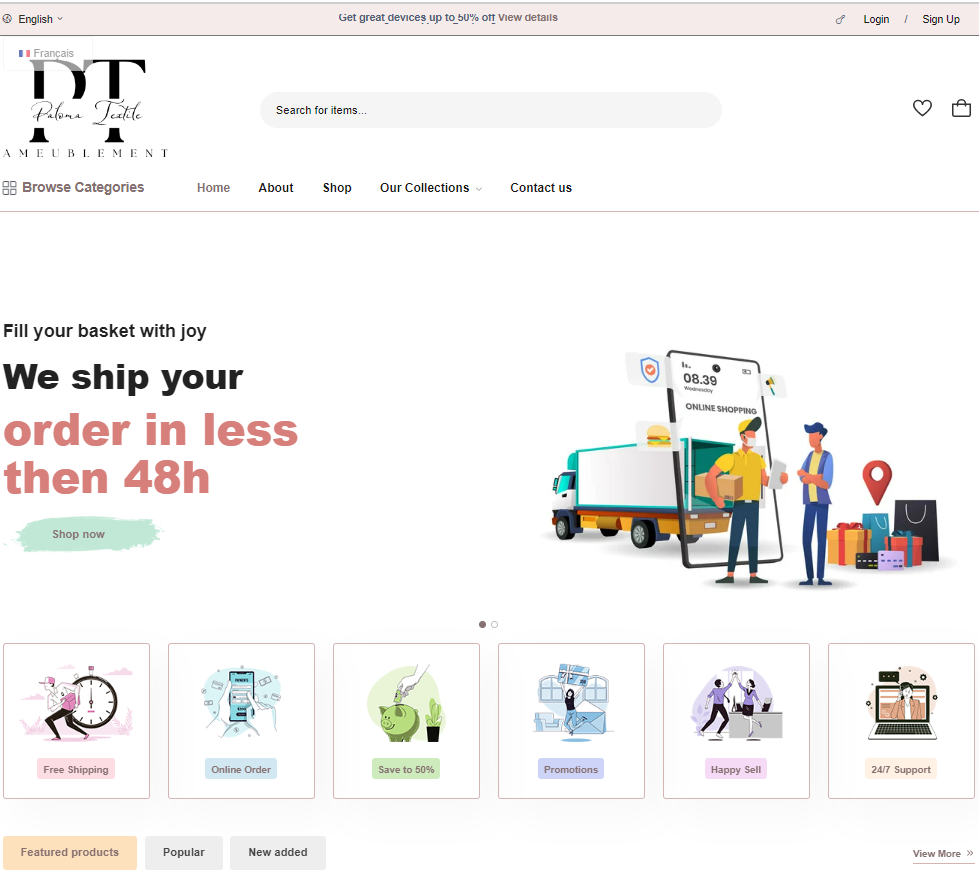 English
Get great devices up to 50% off View details
Login / Sign Up
Français
PT
Paloma Textile
AMEUBLEMENT
Search for items...
Browse Categories
Home
About
Shop
Our Collections
Contact us
Fill your basket with joy
We ship your
order in less
then 48h
Shop now
08.39
Wednesday
ONLINE SHOPPING
Free Shipping
Online Order
Save to 50%
Promotions
Happy Sell
24/7 Support
Featured products
Popular
New added
View More